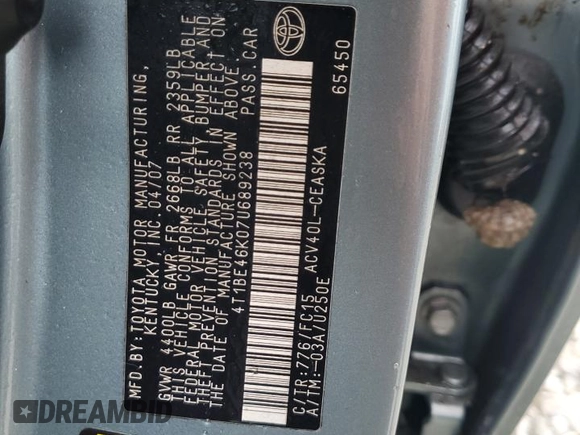 MFD.BY:TOYOTA MOTOR MANUFACTURING,
KENTUCKY, INC. 04/07
GVWR 4400LB GAWR FR 2668LB RR 2359LB
THIS VEHICLE CONFORMS TO ALL APPLICABLE
FEDERAL MOTOR VEHICLE SAFETY, BUMPER AND
THEFT PREVENTION STANDARDS IN EFFECT ON
THE DATE OF MANUFACTURE SHOWN ABOVE.
4T1BE46K07U689238 PASS. CAR
C/TR:776/FC15 ACV40L-CEASKA
A/TM:-03A/U250E
65450
DREAMBID